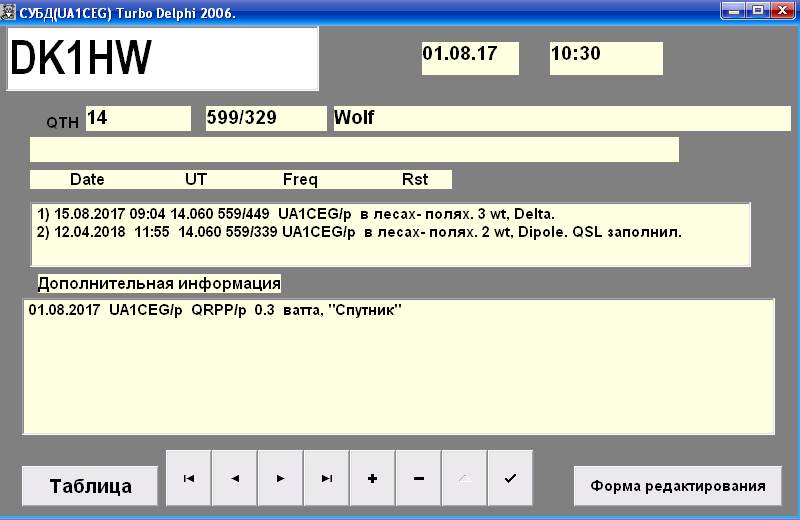 СУБД(UA1CEG) Turbo Delphi 2006.
DK1HW
01.08.17 10:30
QTH 14 599/329 Wolf
Date UT Freq Rst
1) 15.08.2017 09:04 14.060 559/449 UA1CEG/p в лесах- полях. 3 wt, Delta.
2) 12.04.2018 11:55 14.060 559/339 UA1CEG/p в лесах- полях. 2 wt, Dipole. QSL заполнил.
Дополнительная информация
01.08.2017 UA1CEG/p QRPP/p 0.3 ватта, "Спутник"
Таблица
Форма редактирования